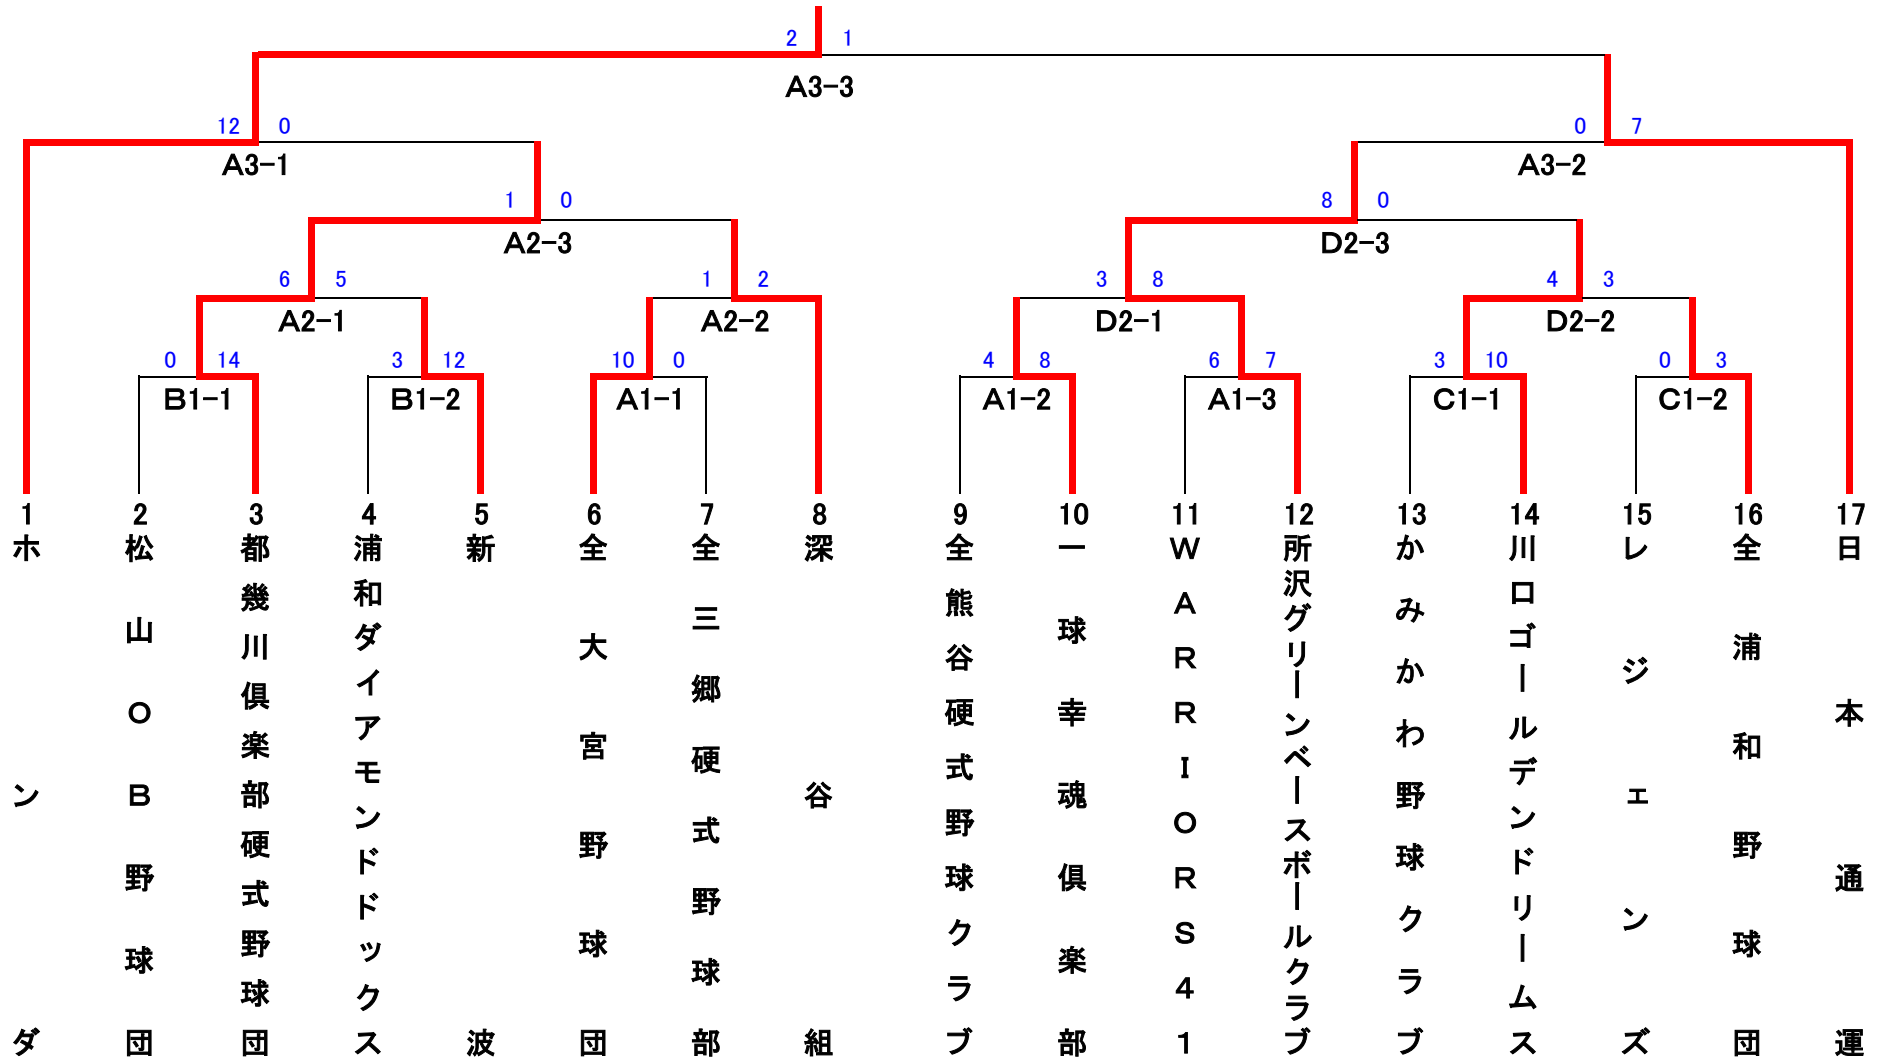 2 1
A3-3
12 0
0 7
A3-1
A3-2
1 0
8 0
A2-3
D2-3
6 5
1 2
3 8
4 3
A2-1
A2-2
D2-1
D2-2
0 14
3 12
10 0
4 8
6 7
3 10
0 3
B1-1
B1-2
A1-1
A1-2
A1-3
C1-1
C1-2
1
ホンダ
2
松山OB野球団
3
都幾川倶楽部硬式野球団
4
浦和ダイアモンドドックス
5
新波
6
全大宮野球団
7
全三郷硬式野球部
8
深谷組
9
全熊谷硬式野球クラブ
10
一球幸魂倶楽部
11
WARRIORS41
12
所沢グリーンベースボールクラブ
13
かみかわ野球クラブ
14
川口ゴールデンドリームス
15
レジェンズ
16
全浦和野球団
17
日本通運